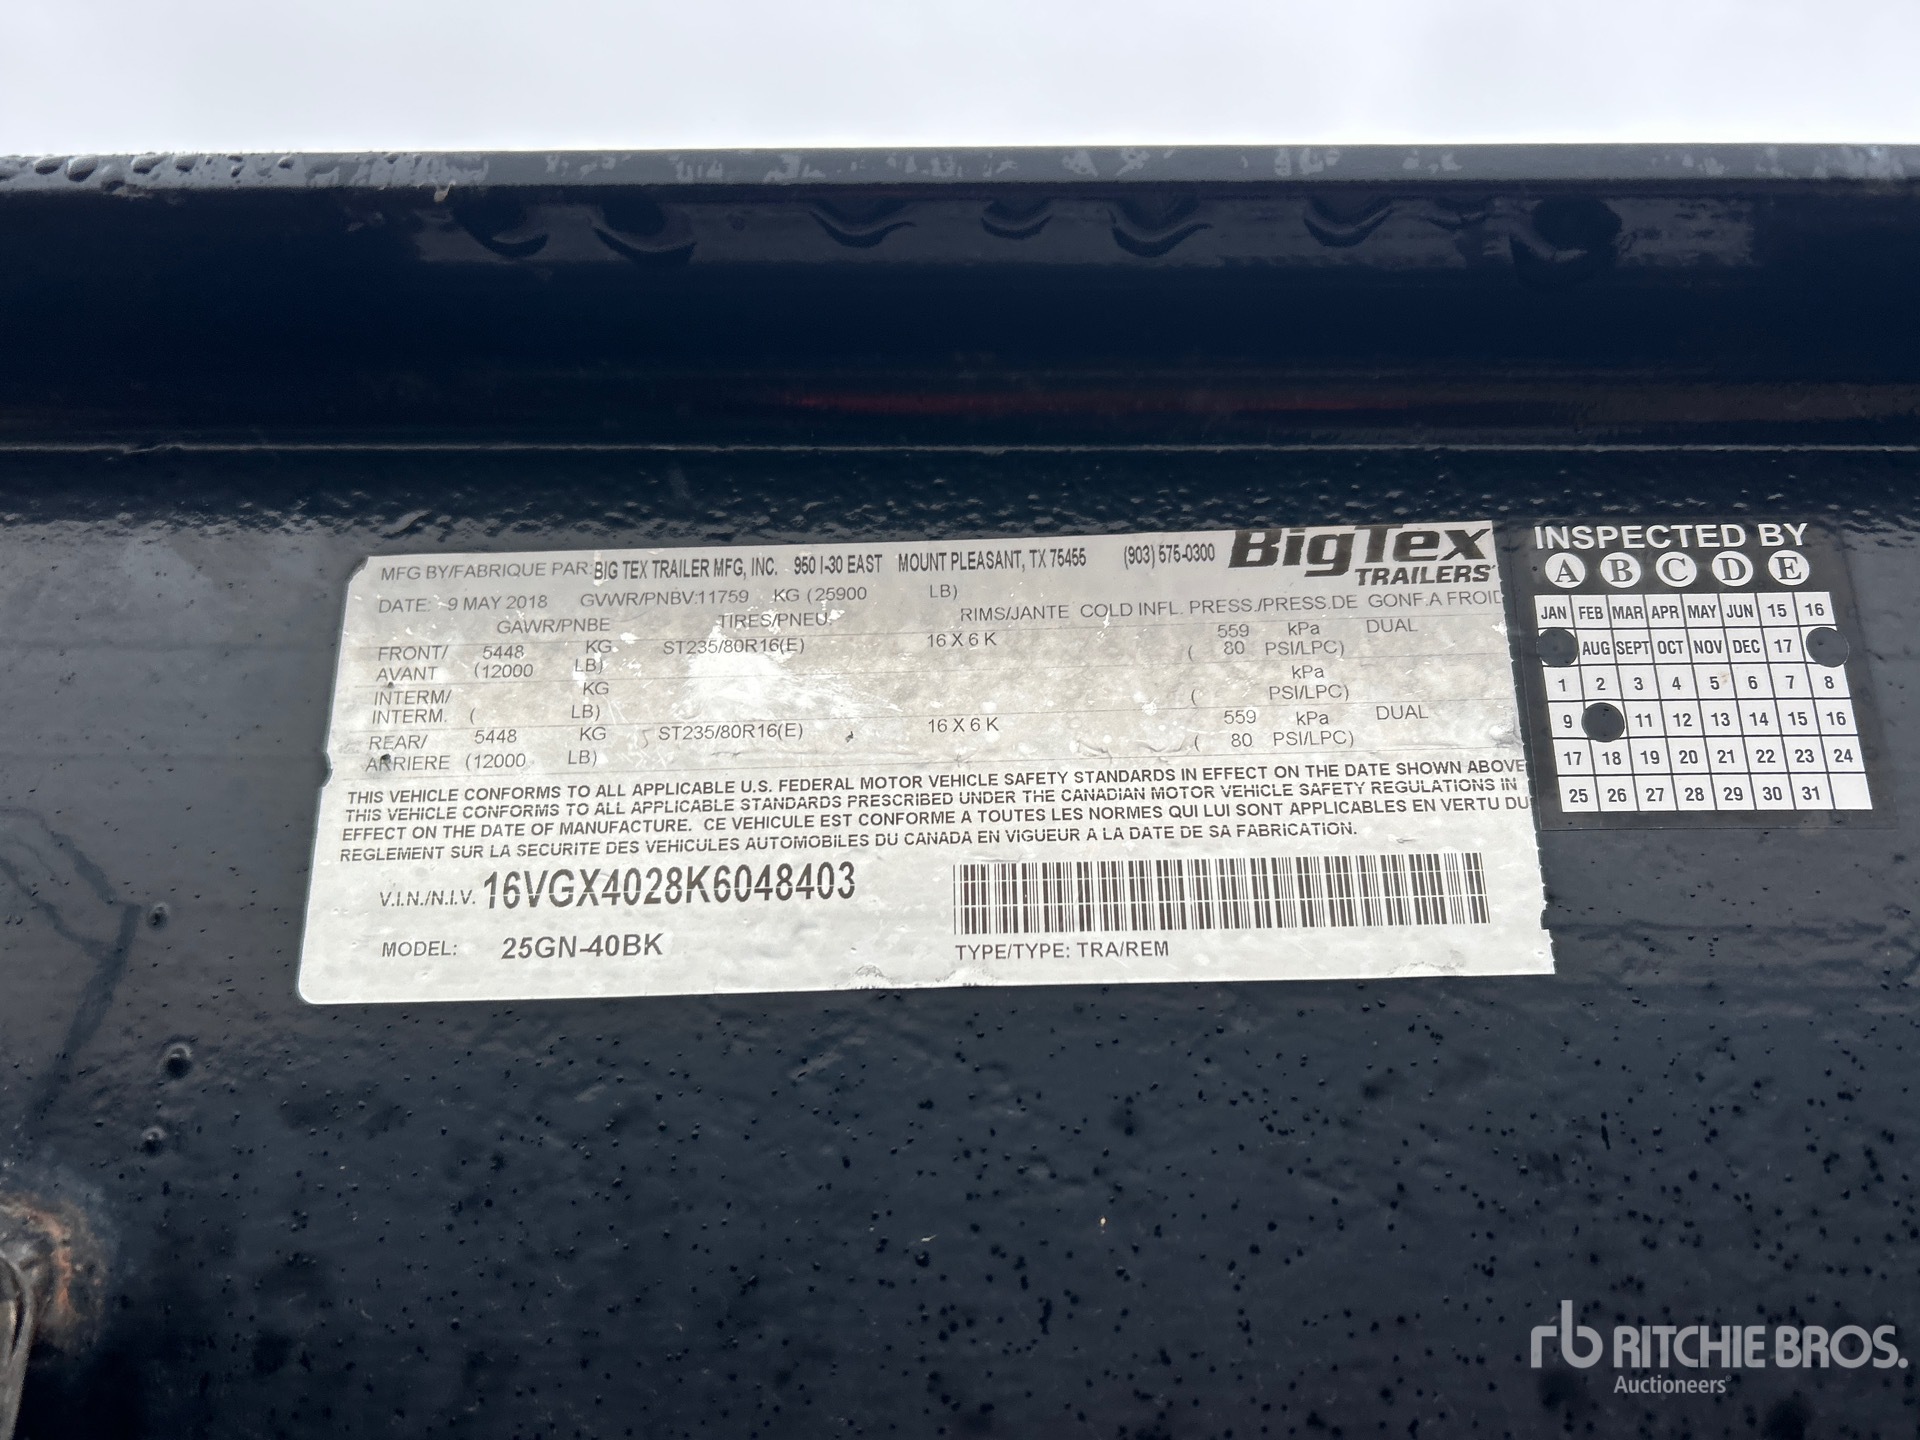 MFG BY/FABRIQUE PAR: BIG TEX TRAILER MFG, INC. 950 I-30 EAST MOUNT PLEASANT, TX 75455 (903) 575-0300 BigTex TRAILERS
DATE: 9 MAY 2018 GVWR/PNBV:11759 KG (25900 LB)
GAWR/PNBE TIRES/PNEU. RIMS/JANTE COLD INFL. PRESS./PRESS.DE GONF.A FROID
FRONT/ 5448 KG ST235/80R16(E) 16 X 6 K 559 kPa DUAL
AVANT (12000 LB) ( 80 PSI/LPC)
INTERM/ KG kPa
INTERM. ( LB) ( PSI/LPC)
REAR/ 5448 KG ST235/80R16(E) 16 X 6 K 559 kPa DUAL
ARRIERE (12000 LB) ( 80 PSI/LPC)
THIS VEHICLE CONFORMS TO ALL APPLICABLE U.S. FEDERAL MOTOR VEHICLE SAFETY STANDARDS IN EFFECT ON THE DATE SHOWN ABOVE
THIS VEHICLE CONFORMS TO ALL APPLICABLE STANDARDS PRESCRIBED UNDER THE CANADIAN MOTOR VEHICLE SAFETY REGULATIONS IN
EFFECT ON THE DATE OF MANUFACTURE. CE VEHICULE EST CONFORME A TOUTES LES NORMES QUI LUI SONT APPLICABLES EN VERTU DU
REGLEMENT SUR LA SECURITE DES VEHICULES AUTOMOBILES DU CANADA EN VIGUEUR A LA DATE DE SA FABRICATION.
V.I.N./N.I.V. 16VGX4028K6048403
MODEL: 25GN-40BK
TYPE/TYPE: TRA/REM
INSPECTED BY
A B C D E
JAN FEB MAR APR MAY JUN 15 16
AUG SEPT OCT NOV DEC 17
1 2 3 4 5 6 7 8
9 11 12 13 14 15 16
17 18 19 20 21 22 23 24
25 26 27 28 29 30 31
rb RITCHIE BROS.
Auctioneers